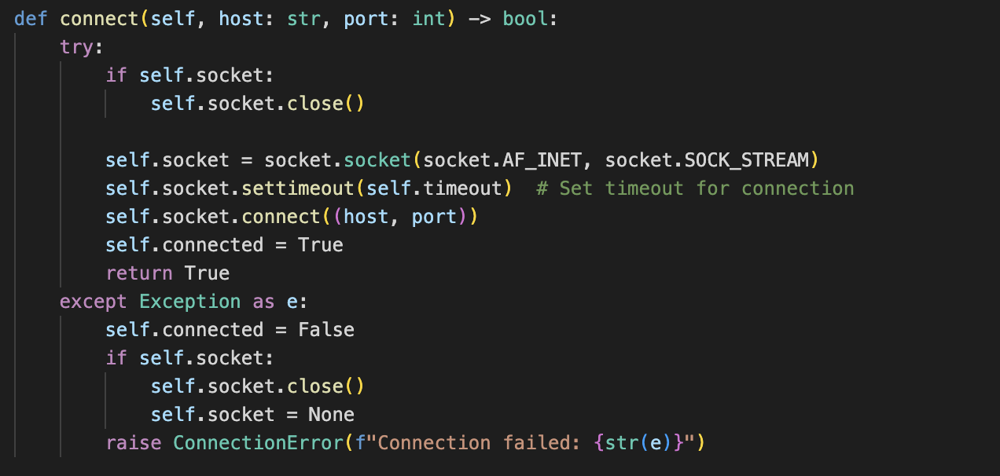 def connect(self, host: str, port: int) -> bool:
    try:
        if self.socket:
            self.socket.close()

        self.socket = socket.socket(socket.AF_INET, socket.SOCK_STREAM)
        self.socket.settimeout(self.timeout)  # Set timeout for connection
        self.socket.connect((host, port))
        self.connected = True
        return True
    except Exception as e:
        self.connected = False
        if self.socket:
            self.socket.close()
            self.socket = None
        raise ConnectionError(f"Connection failed: {str(e)}")